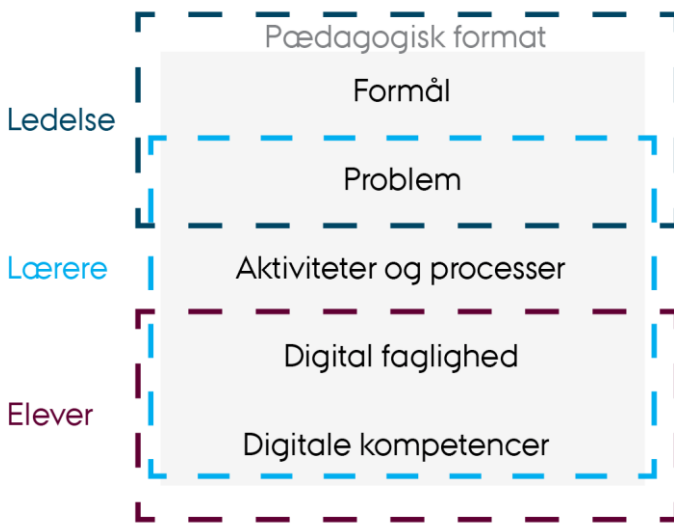 Pædagogisk format
Formål
Ledelse
Problem
Lærere
Aktiviteter og processer
Digital faglighed
Elever
Digitale kompetencer